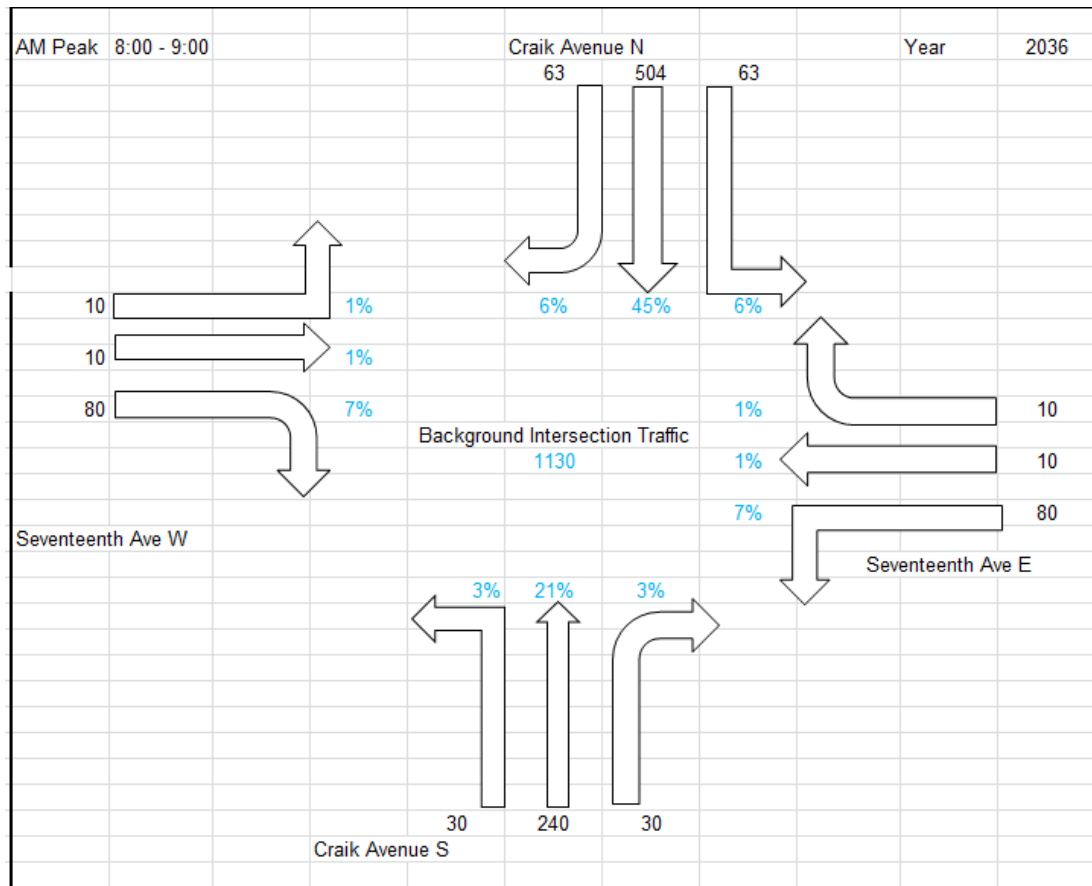 AM Peak 8:00 - 9:00 Craik Avenue N Year 2036
63 504 63
10 1% 6% 45% 6%
10 1%
80 7% 1% 10
Background Intersection Traffic
1130 1% 10
7% 80
Seventeenth Ave W
Seventeenth Ave E
3% 21% 3%
30 240 30
Craik Avenue S